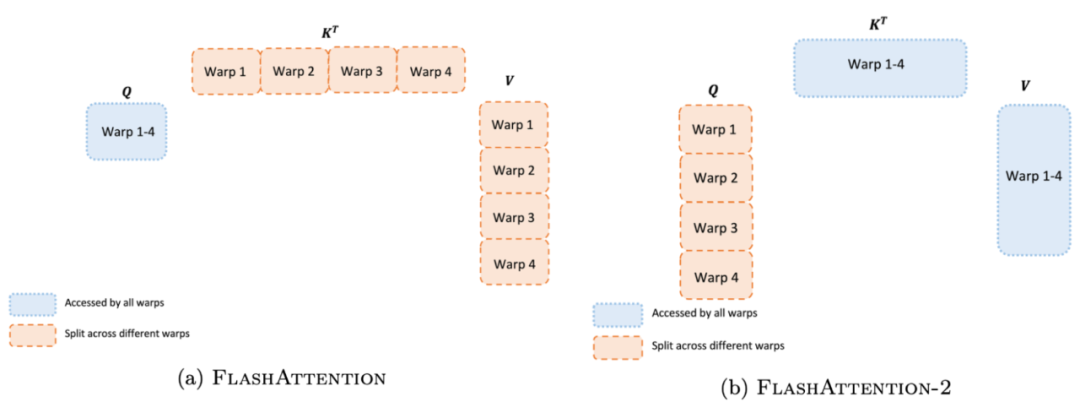 K^T
Warp 1 Warp 2 Warp 3 Warp 4
Q
Warp 1-4
V
Warp 1
Warp 2
Warp 3
Warp 4
Accessed by all warps
Split across different warps
(a) FLASHATTENTION
K^T
Warp 1-4
Q
Warp 1
Warp 2
Warp 3
Warp 4
V
Warp 1-4
Accessed by all warps
Split across different warps
(b) FLASHATTENTION-2